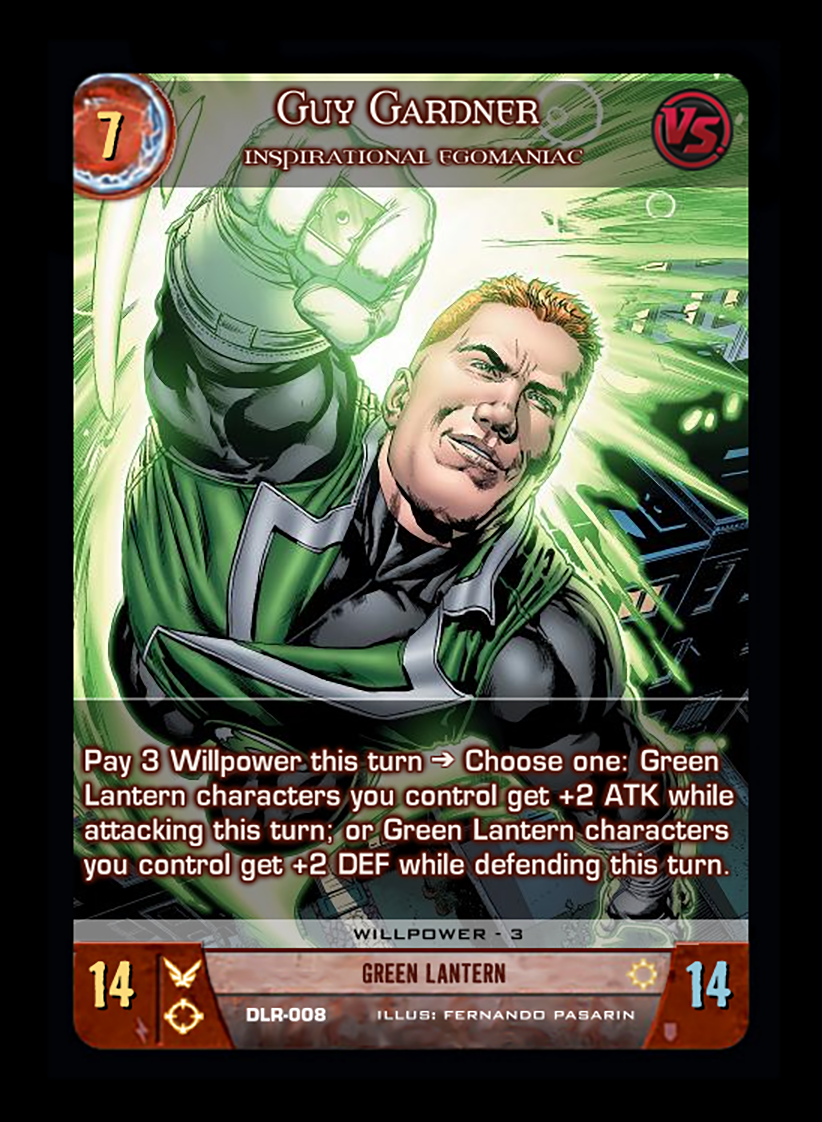 7
Guy Gardner
INSPIRATIONAL EGOMANIAC
VS.
Pay 3 Willpower this turn → Choose one: Green
Lantern characters you control get +2 ATK while
attacking this turn; or Green Lantern characters
you control get +2 DEF while defending this turn.
WILLPOWER - 3
14
GREEN LANTERN
14
DLR-008 ILLUS: FERNANDO PASARIN